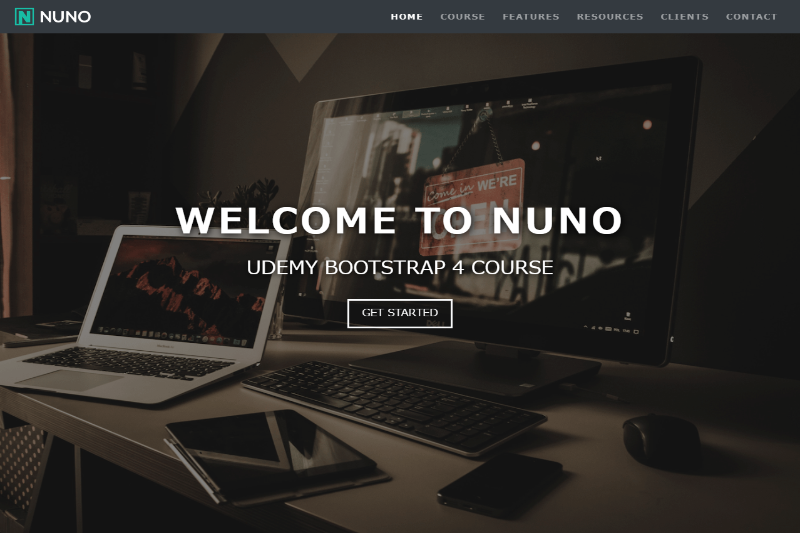 NUNO
HOME COURSE FEATURES RESOURCES CLIENTS CONTACT
Come in WE'RE
OPEN
WELCOME TO NUNO
UDEMY BOOTSTRAP 4 COURSE
GET STARTED